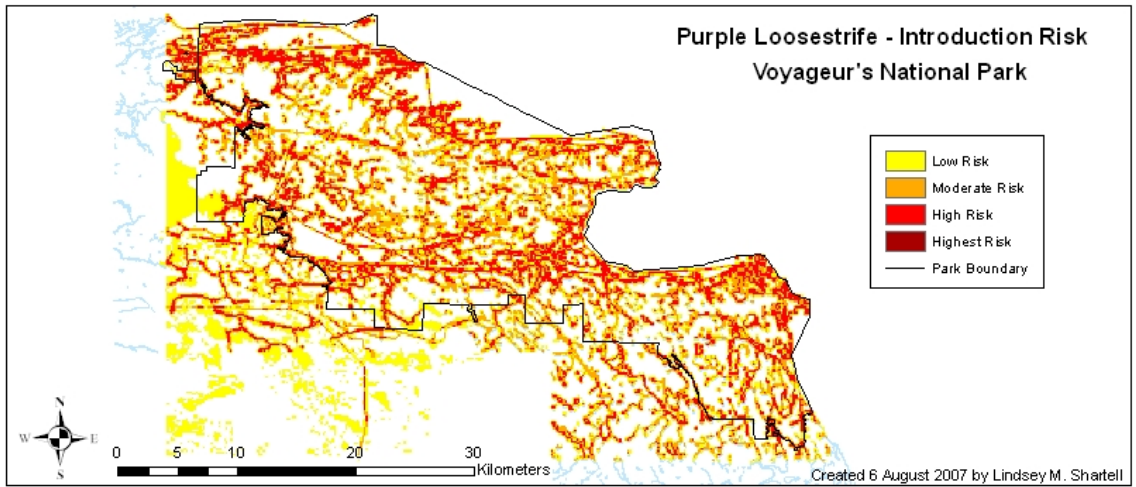 Purple Loosestrife - Introduction Risk
Voyageur's National Park
Low Risk
Moderate Risk
High Risk
Highest Risk
Park Boundary
N
W E
S
0 5 10 20 30
Kilometers
Created 6 August 2007 by Lindsey M. Shartell